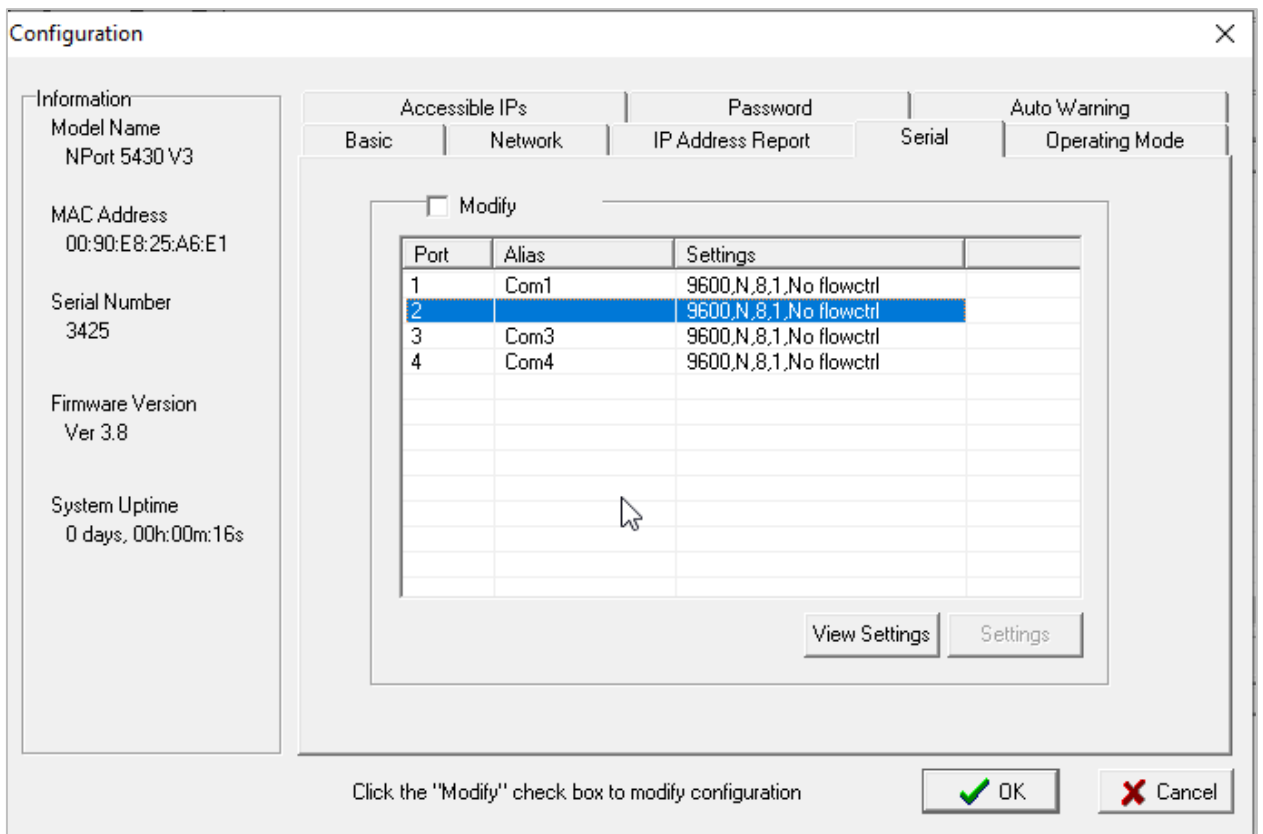 Configuration
Information
Model Name
NPort 5430 V3
MAC Address
00:90:E8:25:A6:E1
Serial Number
3425
Firmware Version
Ver 3.8
System Uptime
0 days, 00h:00m:16s
Accessible IPs Password Auto Warning
Basic Network IP Address Report Serial Operating Mode
Modify
Port Alias Settings
1 Com1 9600,N,8,1,No flowctrl
2 9600,N,8,1,No flowctrl
3 Com3 9600,N,8,1,No flowctrl
4 Com4 9600,N,8,1,No flowctrl
View Settings Settings
Click the "Modify" check box to modify configuration
OK Cancel